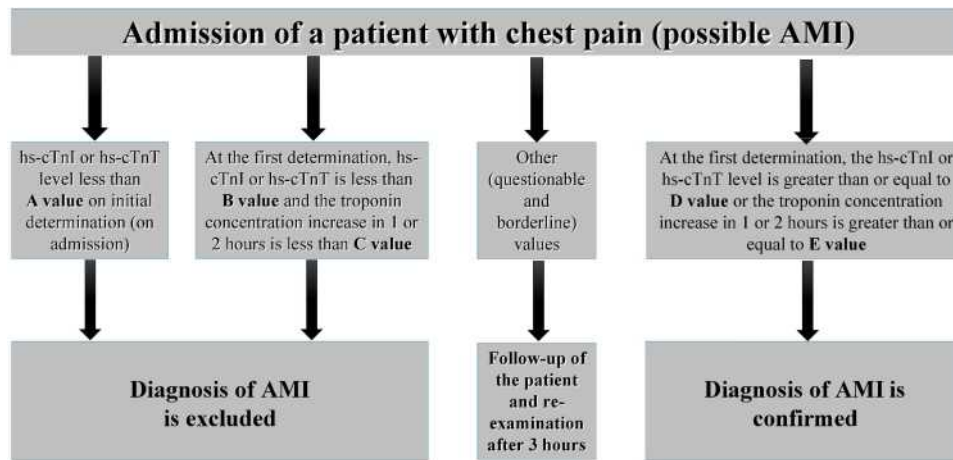 Admission of a patient with chest pain (possible AMI)
hs-cTnI or hs-cTnT
level less than
A value on initial
determination (on
admission)
At the first determination, hs-
cTnI or hs-cTnT is less than
B value and the troponin
concentration increase in 1 or
2 hours is less than C value
Other
(questionable
and
borderline)
values
At the first determination, the hs-cTnI or
hs-cTnT level is greater than or equal to
D value or the troponin concentration
increase in 1 or 2 hours is greater than or
equal to E value
Diagnosis of AMI
is excluded
Follow-up of
the patient
and re-
examination
after 3 hours
Diagnosis of AMI is
confirmed